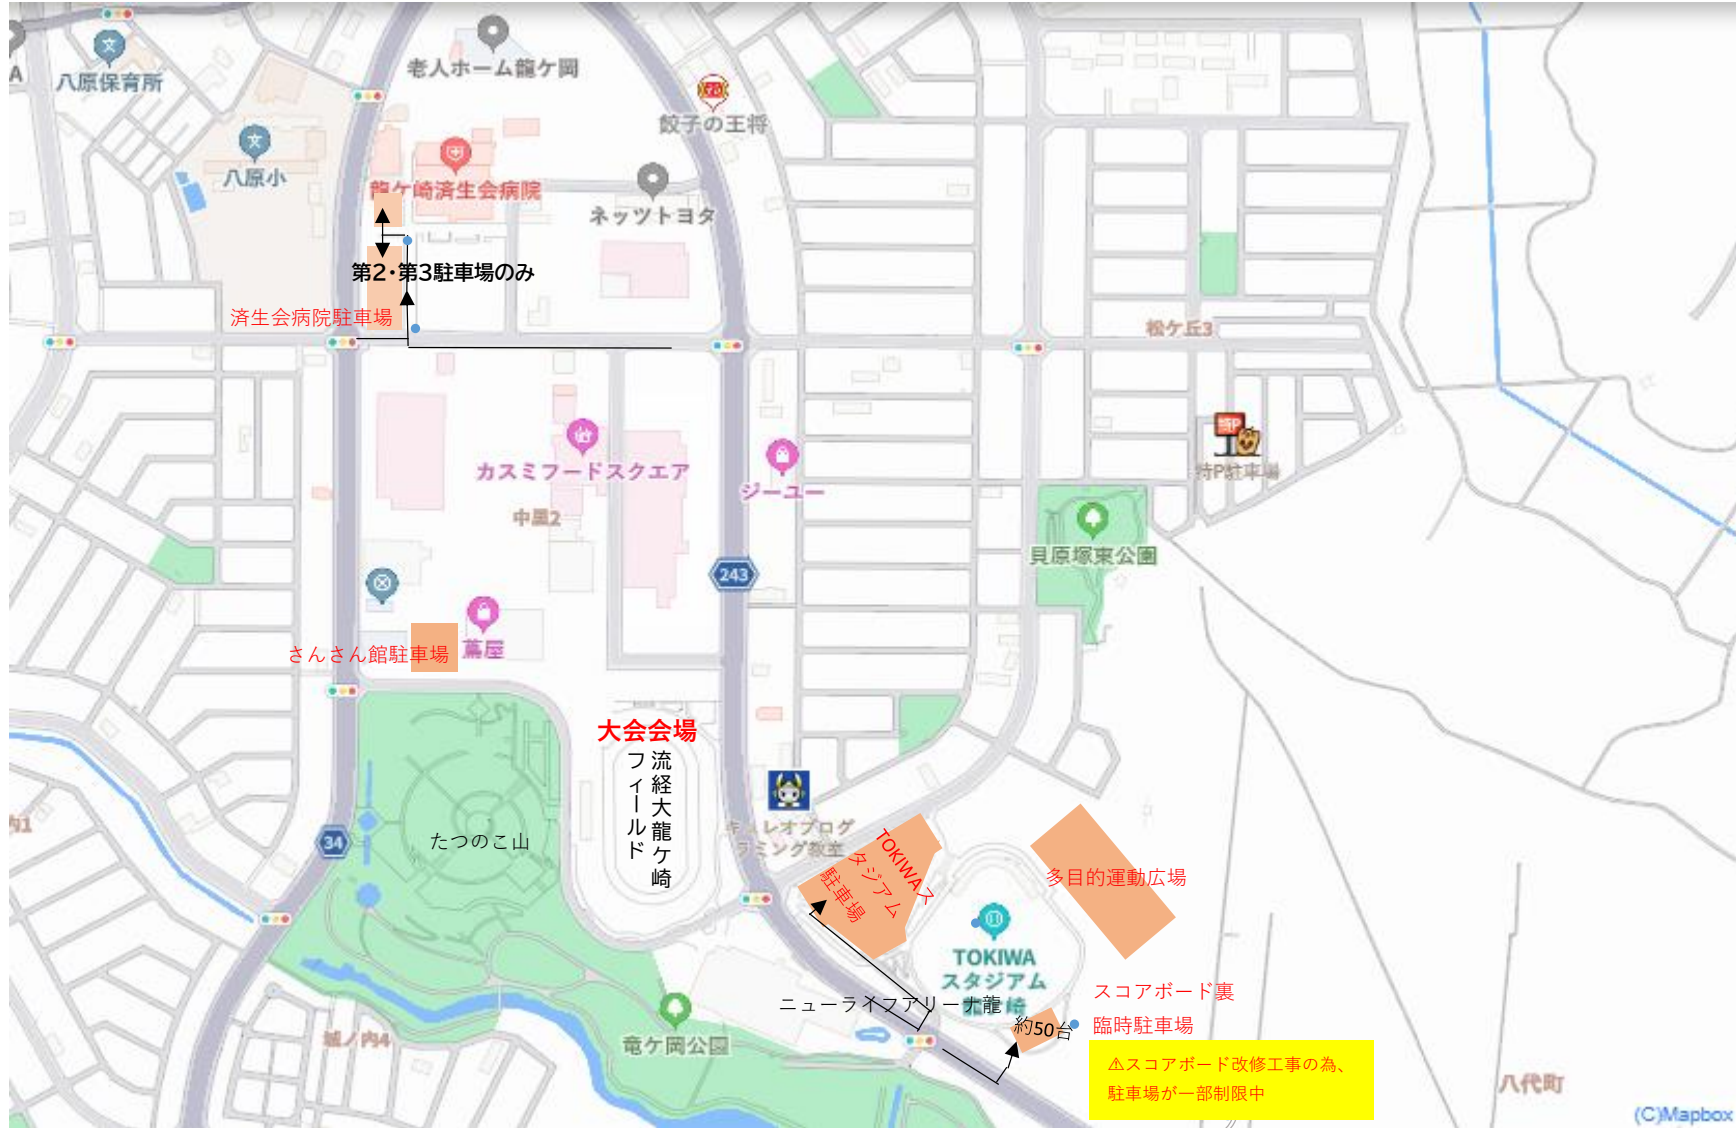 老人ホーム龍ケ岡
八原保育所
餃子の王将
八原小
龍ケ崎済生会病院
ネッツトヨタ
第2・第3駐車場のみ
済生会病院駐車場
松ケ丘3
カスミフードスクエア
特P
特P駐車場
ジーユー
中里2
貝原塚東公園
243
蔦屋
さんさん館駐車場
大会会場
流経大龍ケ崎
フィールド
34
たつのこ山
TOKIWAス
タジアム
駐車場
多目的運動広場
TOKIWA
スタジアム
ニューライフアリーナ龍
スコアボード裏
臨時駐車場
約50台
竜ケ岡公園
城ノ内4
⚠スコアボード改修工事の為、
駐車場が一部制限中
八代町
(C)Mapbox